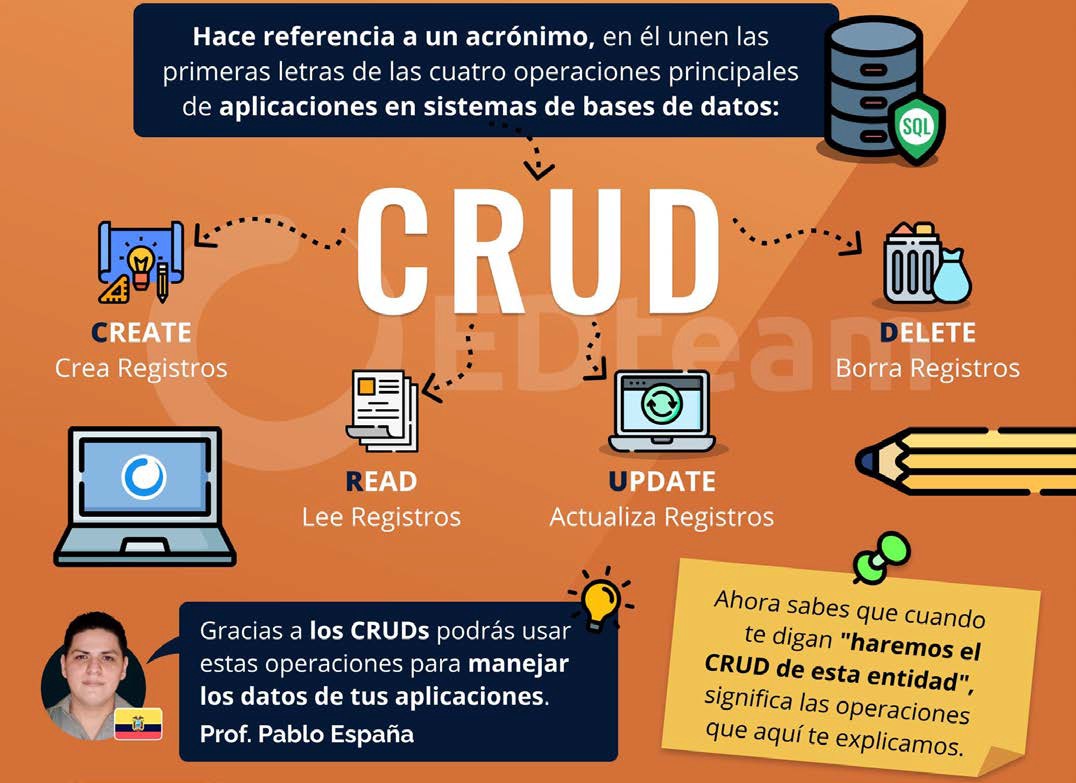 Hace referencia a un acrónimo, en él unen las
primeras letras de las cuatro operaciones principales
de aplicaciones en sistemas de bases de datos:
SQL
CRUD
EDteam
CREATE
Crea Registros
DELETE
Borra Registros
READ
Lee Registros
UPDATE
Actualiza Registros
Gracias a los CRUDs podrás usar
estas operaciones para manejar
los datos de tus aplicaciones.
Prof. Pablo España
Ahora sabes que cuando
te digan "haremos el
CRUD de esta entidad",
significa las operaciones
que aquí te explicamos.